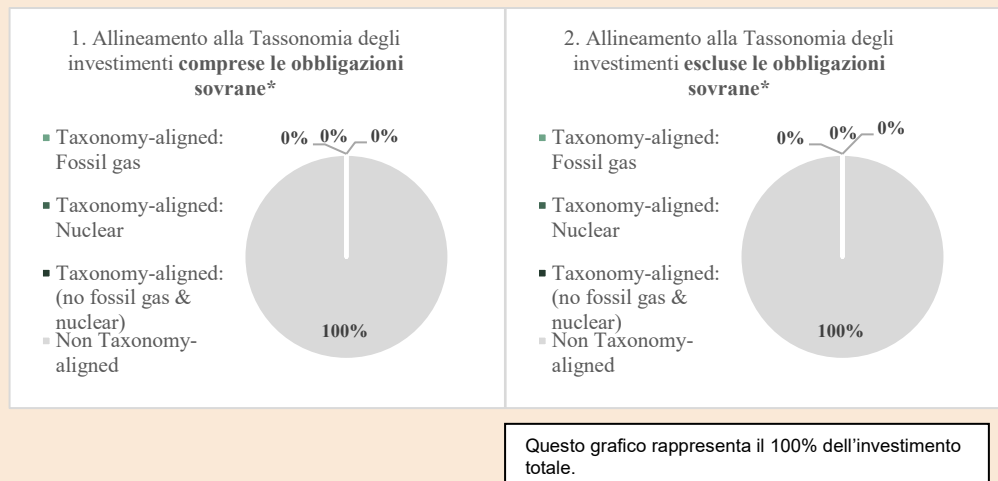 1. Allineamento alla Tassonomia degli
investimenti comprese le obbligazioni
sovrane*
Taxonomy-aligned:
Fossil gas
Taxonomy-aligned:
Nuclear
Taxonomy-aligned:
(no fossil gas &
nuclear)
Non Taxonomy-
aligned
0% 0% 0%
100%
2. Allineamento alla Tassonomia degli
investimenti escluse le obbligazioni
sovrane*
Taxonomy-aligned:
Fossil gas
Taxonomy-aligned:
Nuclear
Taxonomy-aligned:
(no fossil gas &
nuclear)
Non Taxonomy-
aligned
0% 0% 0%
100%
Questo grafico rappresenta il 100% dell'investimento
totale.